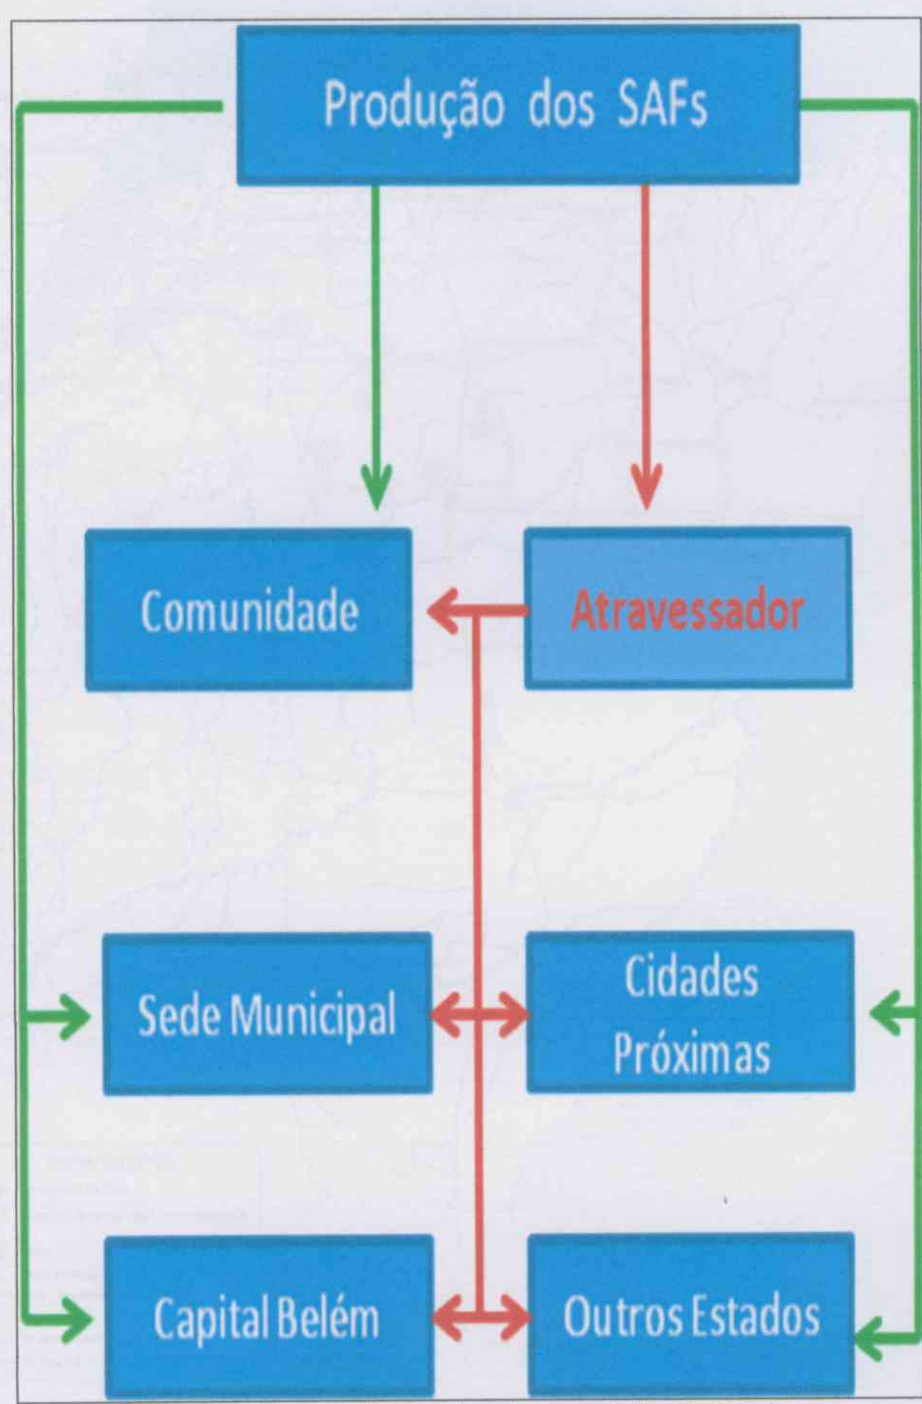 Produção dos SAFs
Comunidade
Atravessador
Sede Municipal
Cidades
Próximas
Capital Belém
Outros Estados